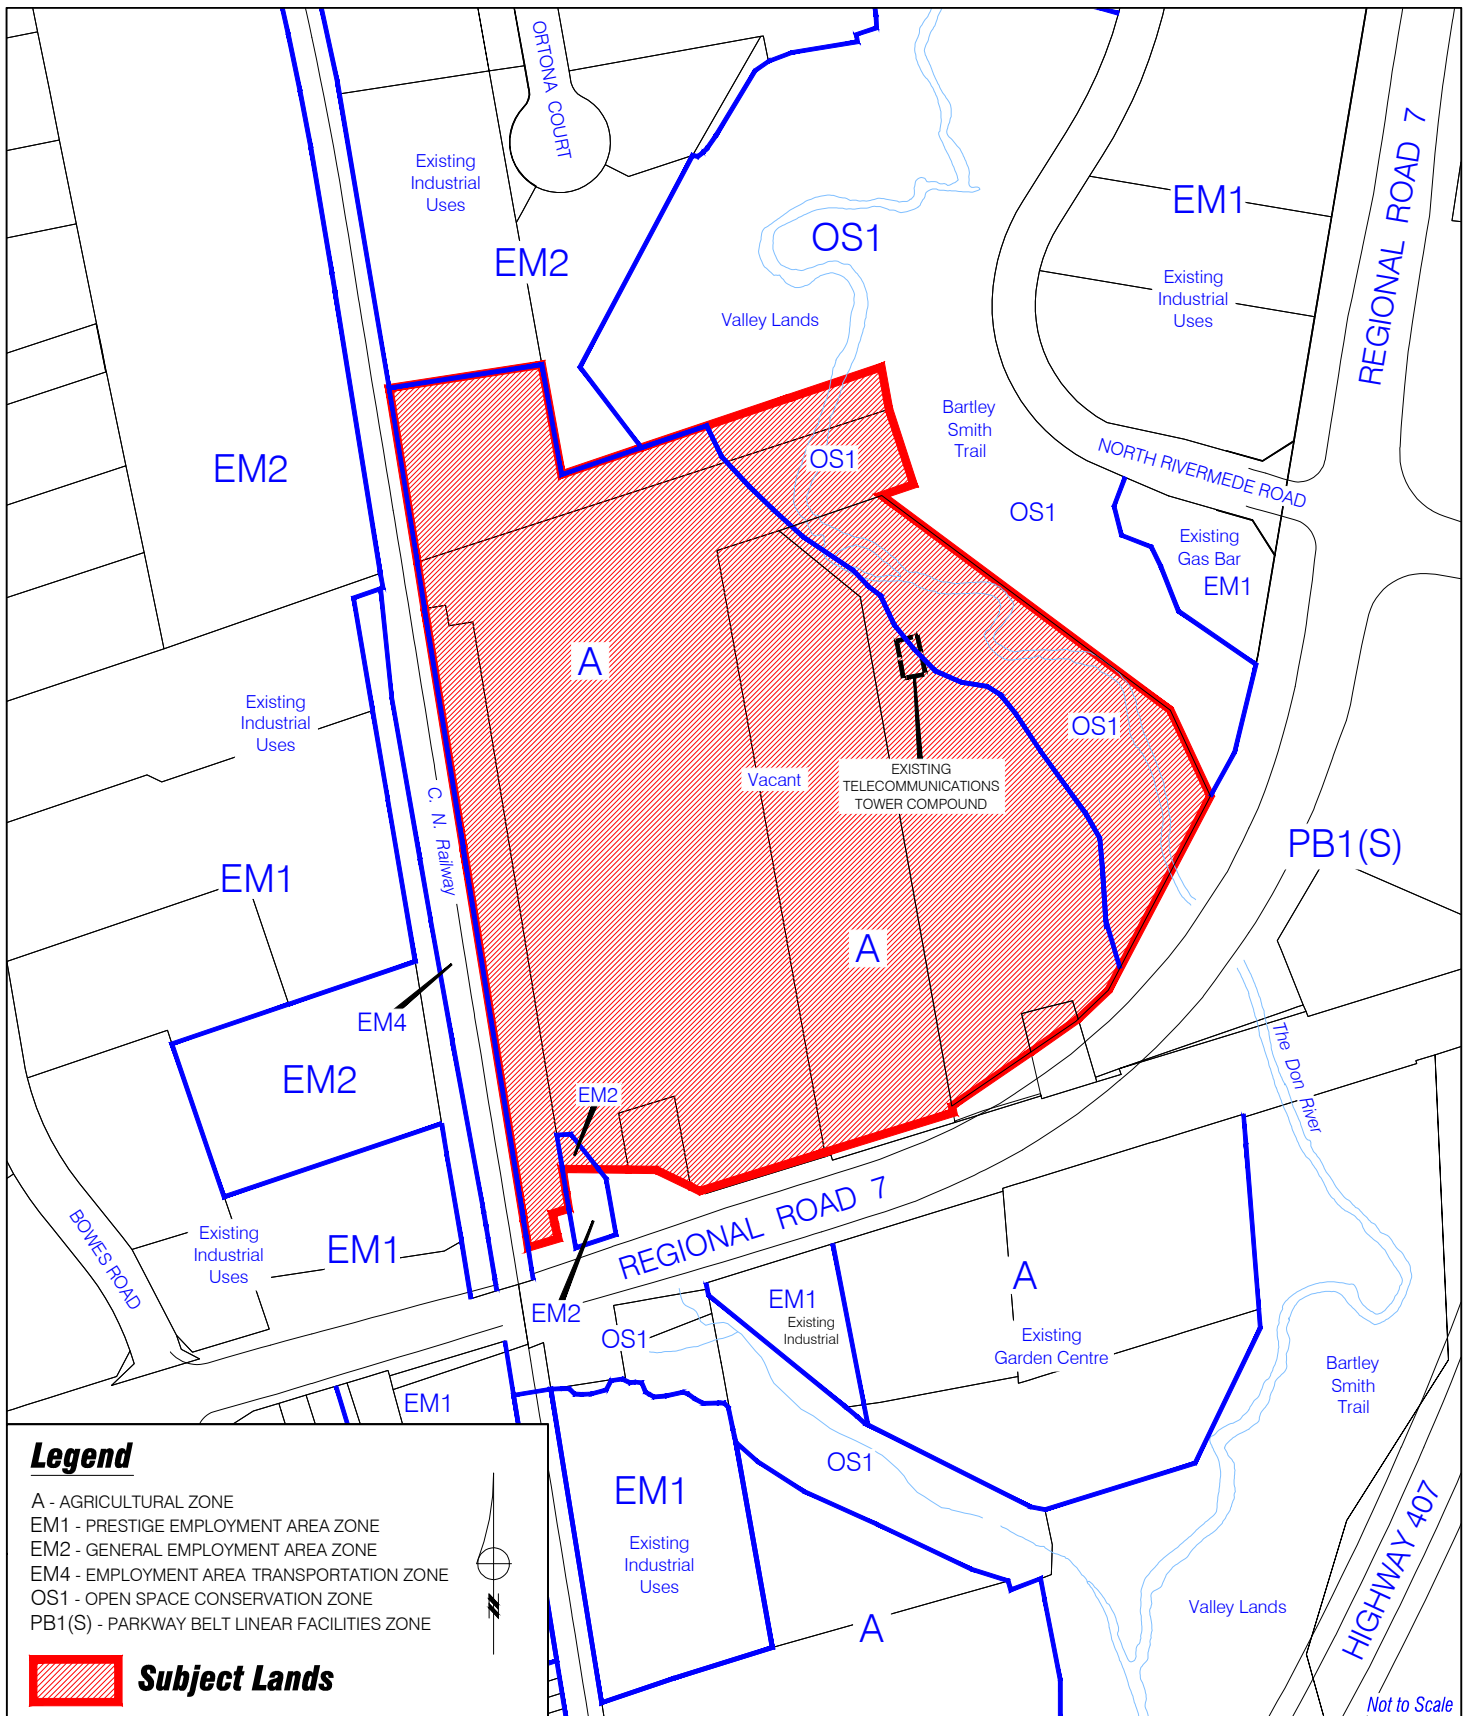 ORTONA COURT
REGIONAL ROAD 7
Existing
Industrial
Uses
EM2
OS1
Valley Lands
EM1
Existing
Industrial
Uses
Bartley
Smith
Trail
NORTH RIVERMEDE ROAD
EM2
OS1
OS1
Existing
Gas Bar
EM1
A
Existing
Industrial
Uses
OS1
Vacant
EXISTING
TELECOMMUNICATIONS
TOWER COMPOUND
C. N. Railway
PB1(S)
EM1
A
EM4
EM2
EM2
The Don River
BOWES ROAD
Existing
Industrial
Uses
EM1
REGIONAL ROAD 7
EM2
OS1
EM1
Existing
Industrial
A
Existing
Garden Centre
Bartley
Smith
Trail
EM1
OS1
EM1
Existing
Industrial
Uses
A
Valley Lands
HIGHWAY 407
Legend
A - AGRICULTURAL ZONE
EM1 - PRESTIGE EMPLOYMENT AREA ZONE
EM2 - GENERAL EMPLOYMENT AREA ZONE
EM4 - EMPLOYMENT AREA TRANSPORTATION ZONE
OS1 - OPEN SPACE CONSERVATION ZONE
PB1(S) - PARKWAY BELT LINEAR FACILITIES ZONE
Subject Lands
Not to Scale